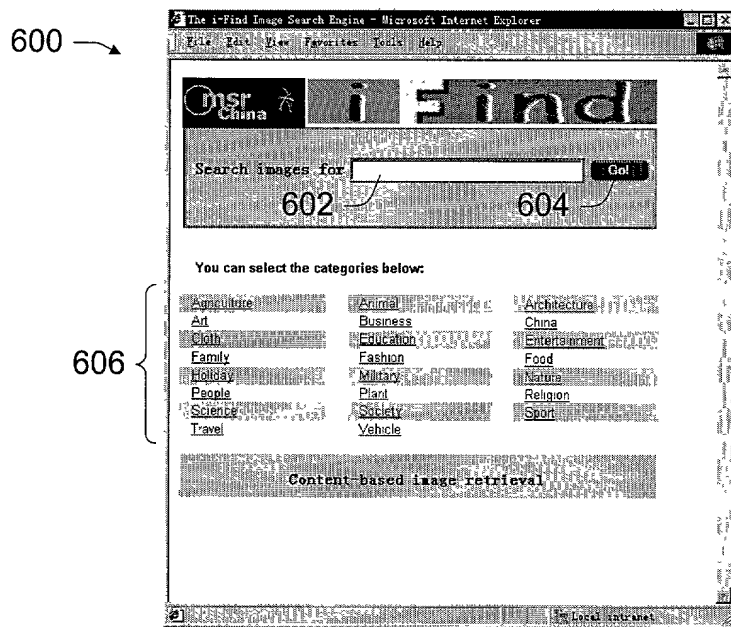 600
The i-Find Image Search Engine - Microsoft Internet Explorer
File Edit View Favorites Tools Help
msr China
i Find
Search images for
Go!
602
604
You can select the categories below:
606
Agriculture Animal Architecture
Art Business China
Cloth Education Entertainment
Family Fashion Food
Holiday Military Nature
People Plant Religion
Science Society Sport
Travel Vehicle
Content-based image retrieval
Local intranet